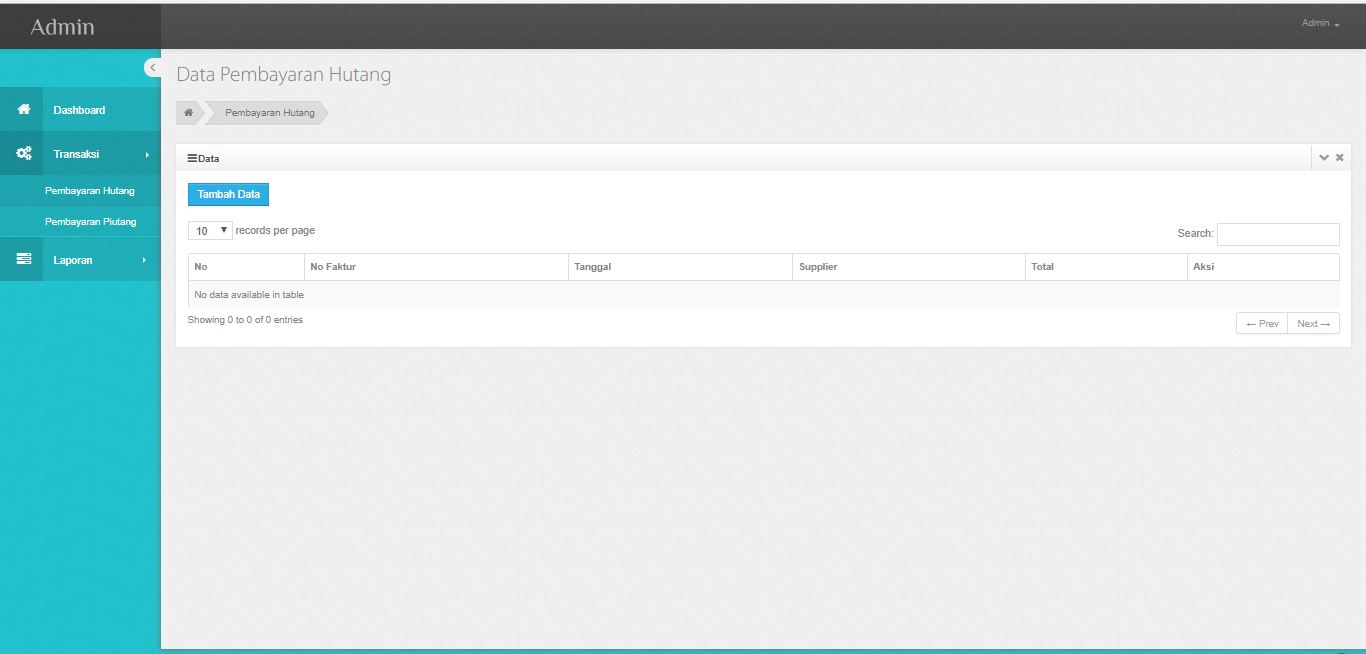 Admin
Admin
Data Pembayaran Hutang
Dashboard
Pembayaran Hutang
Transaksi
Data
Pembayaran Hutang
Tambah Data
Pembayaran Piutang
10 records per page
Search:
Laporan
No No Faktur Tanggal Supplier Total Aksi
No data available in table
Showing 0 to 0 of 0 entries
← Prev Next →